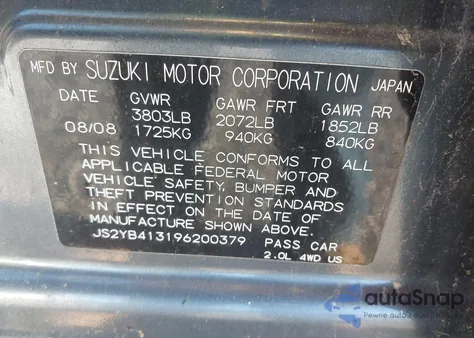 MFD BY SUZUKI MOTOR CORPORATION JAPAN
DATE GVWR GAWR FRT GAWR RR
3803LB 2072LB 1852LB
08/08 1725KG 940KG 840KG
THIS VEHICLE CONFORMS TO ALL
APPLICABLE FEDERAL MOTOR
VEHICLE SAFETY, BUMPER AND
THEFT PREVENTION STANDARDS
IN EFFECT ON THE DATE OF
MANUFACTURE SHOWN ABOVE.
JS2YB413196200379 PASS CAR
2.0L 4WD US
autoSnap
Pewne auto z